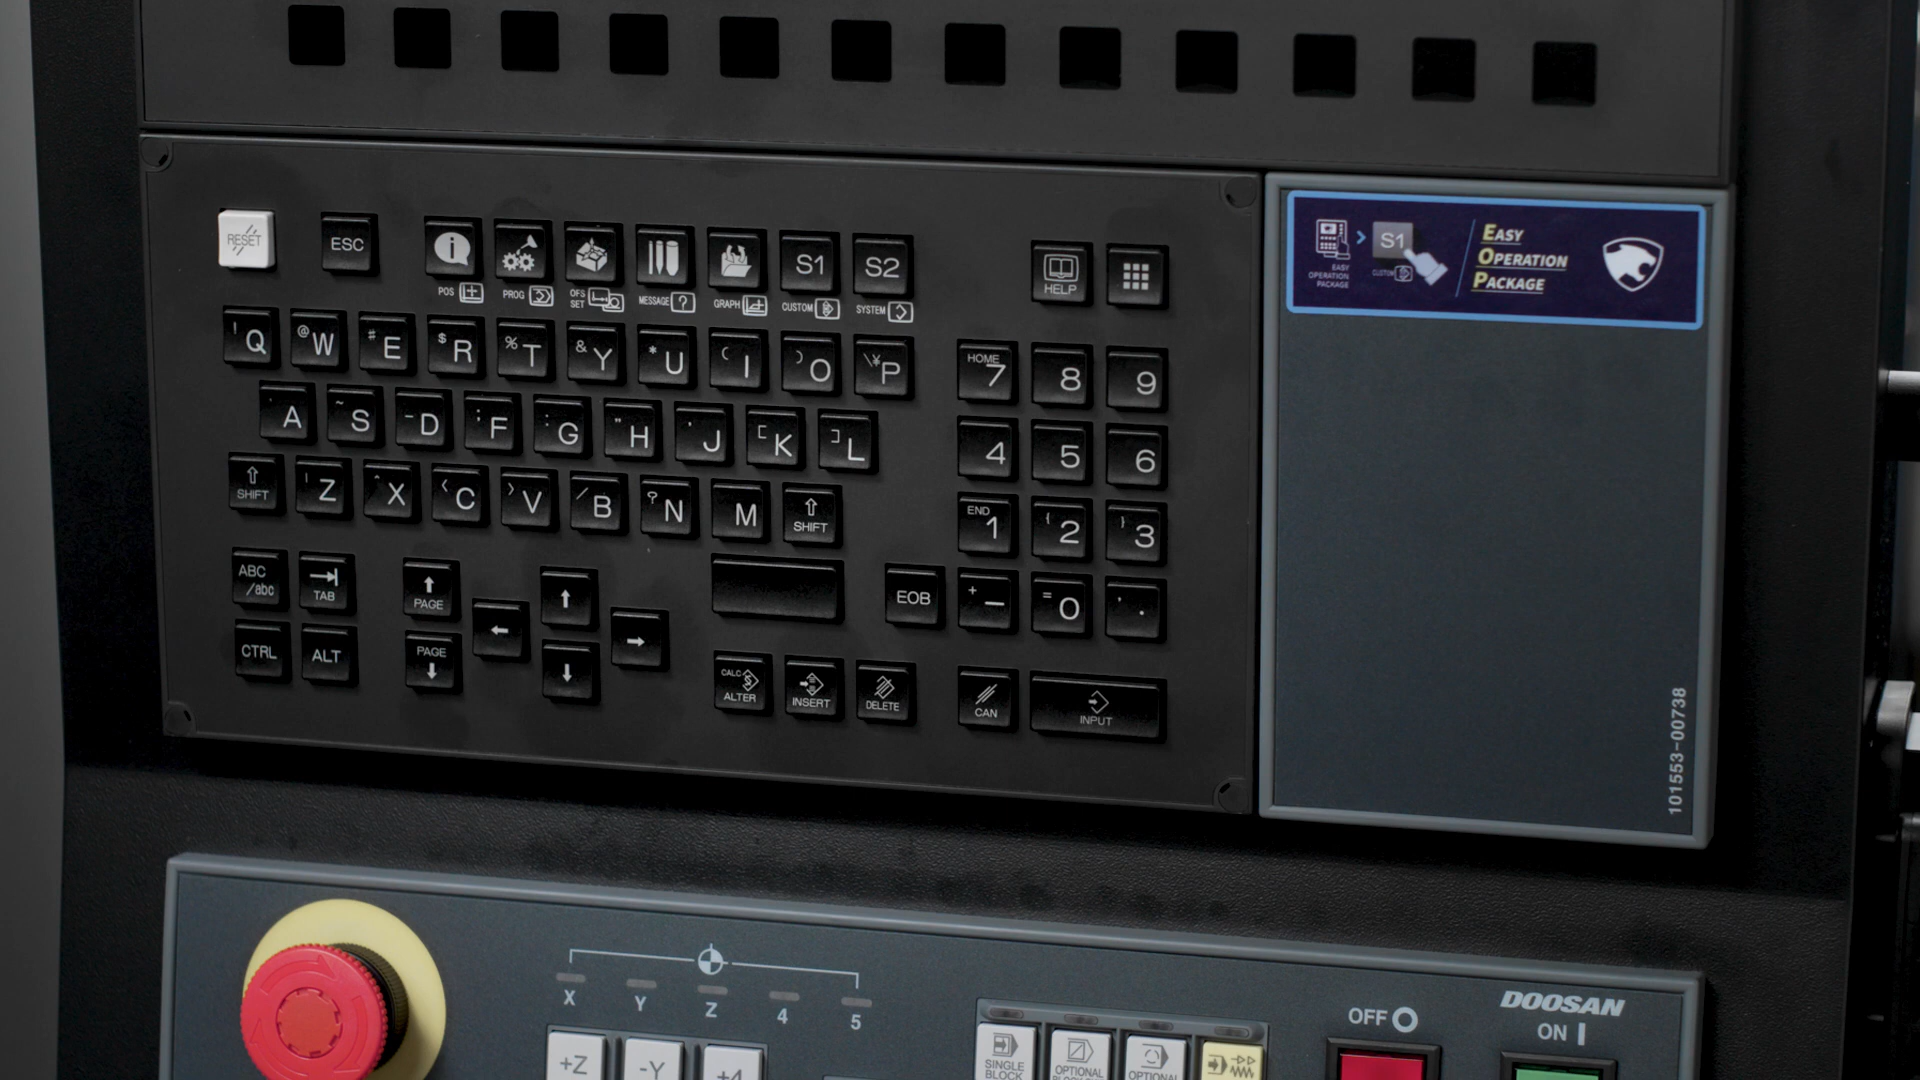 RESET
ESC
i
S1
S2
HELP
POS
PROG
OFS
SET
MESSAGE
?
GRAPH
CUSTOM
SYSTEM
! Q
@ W
# E
$ R
% T
& Y
* U
( I
) O
\ ¥ P
HOME 7
8
9
A
~ S
- D
; F
: G
" H
' J
[ K
] L
4
5
6
SHIFT
Z
^ X
< C
> V
/ B
? N
M
SHIFT
END 1
{ 2
} 3
ABC
/abc
TAB
PAGE
EOB
+ −
= 0
.
CTRL
ALT
PAGE
CALC
ALTER
INSERT
DELETE
CAN
INPUT
EASY
OPERATION
PACKAGE
S1
CUSTOM
EASY
OPERATION
PACKAGE
101553-00738
X
Y
Z
4
5
+Z
-Y
+4
SINGLE
BLOCK
OPTIONAL
OPTIONAL
OFF
DOOSAN
ON